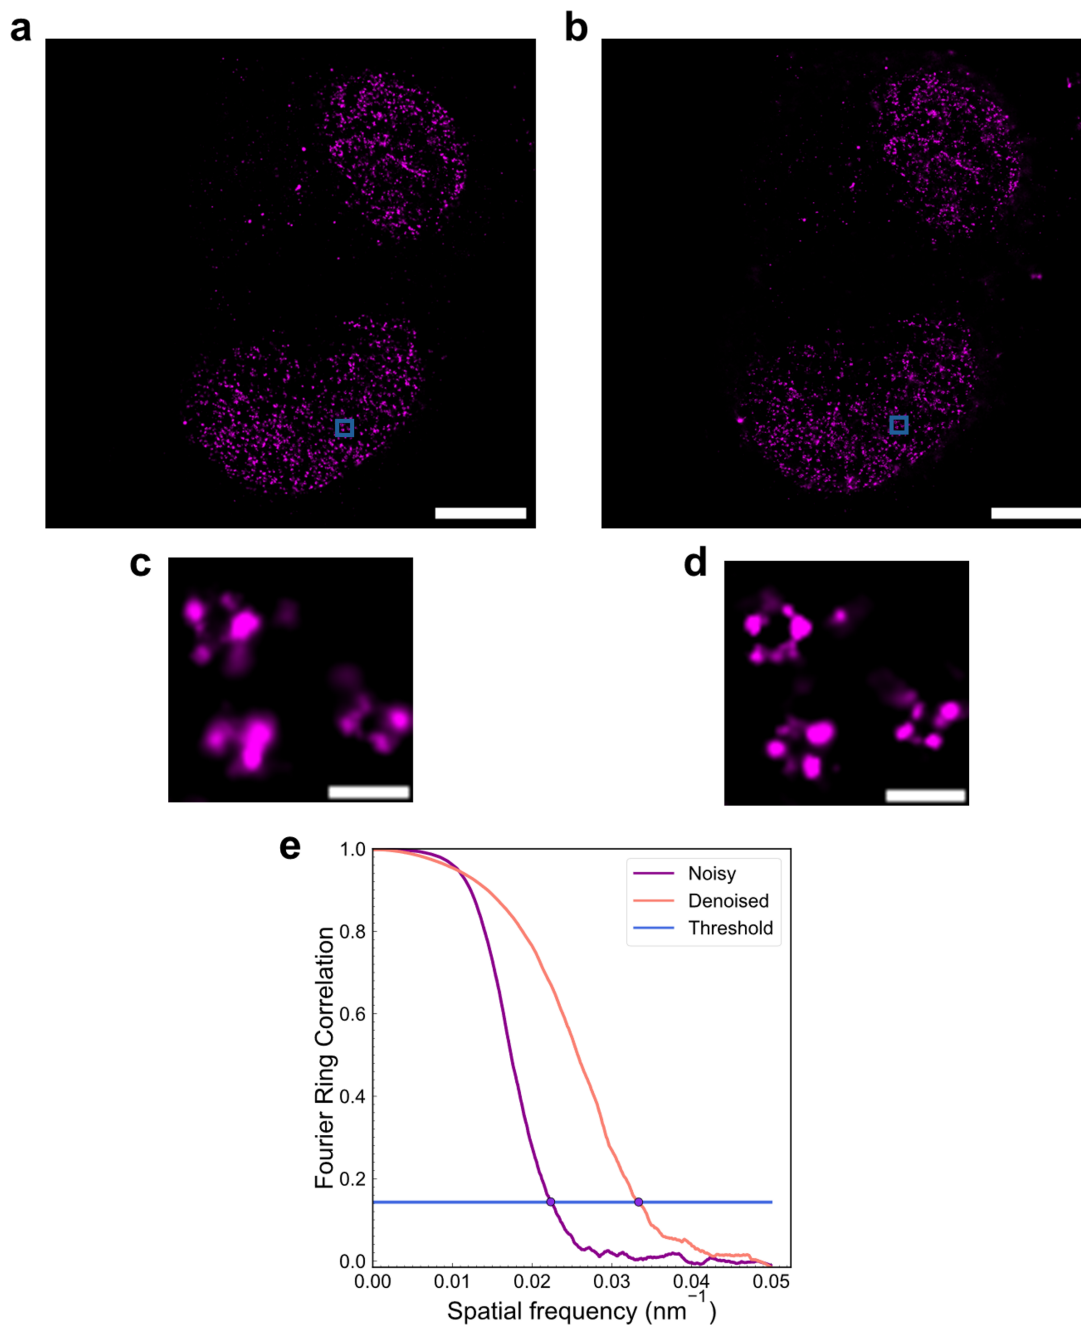 a
b
c
d
e
Fourier Ring Correlation
1.0
0.8
0.6
0.4
0.2
0.0
Noisy
Denoised
Threshold
0.00 0.01 0.02 0.03 0.04 0.05
Spatial frequency (nm⁻¹)